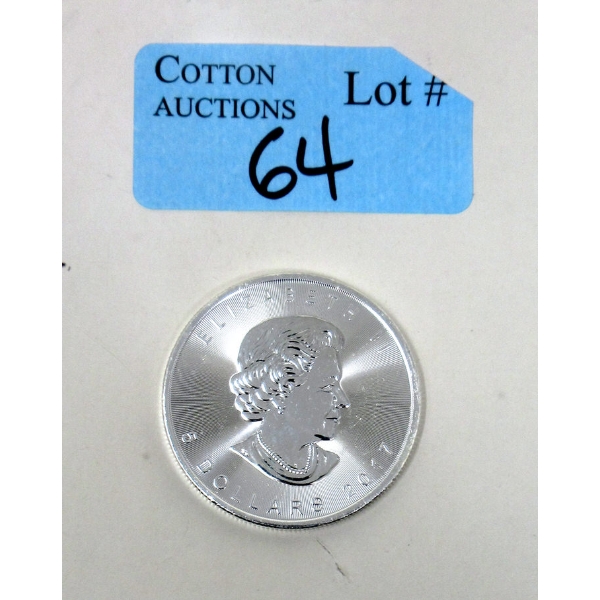 COTTON
AUCTIONS
Lot #
64
ELIZABETH II
5 DOLLARS 2017